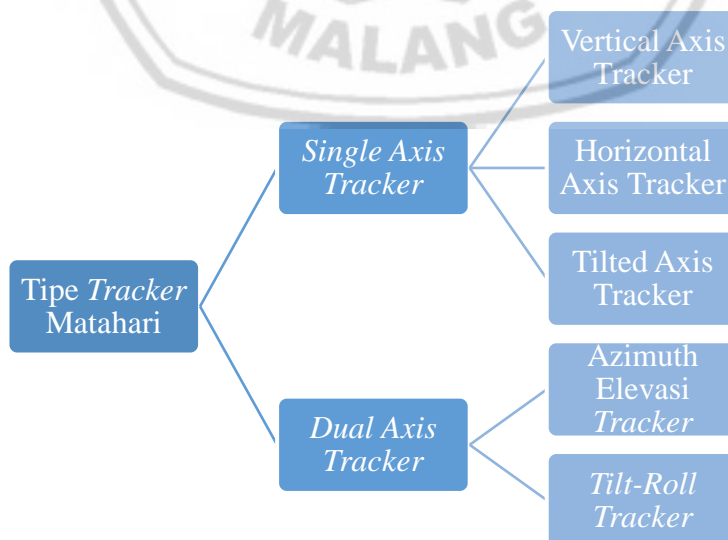 MALANG
Vertical Axis
Tracker
Single Axis
Tracker
Horizontal
Axis Tracker
Tilted Axis
Tracker
Tipe Tracker
Matahari
Azimuth
Elevasi
Tracker
Dual Axis
Tracker
Tilt-Roll
Tracker